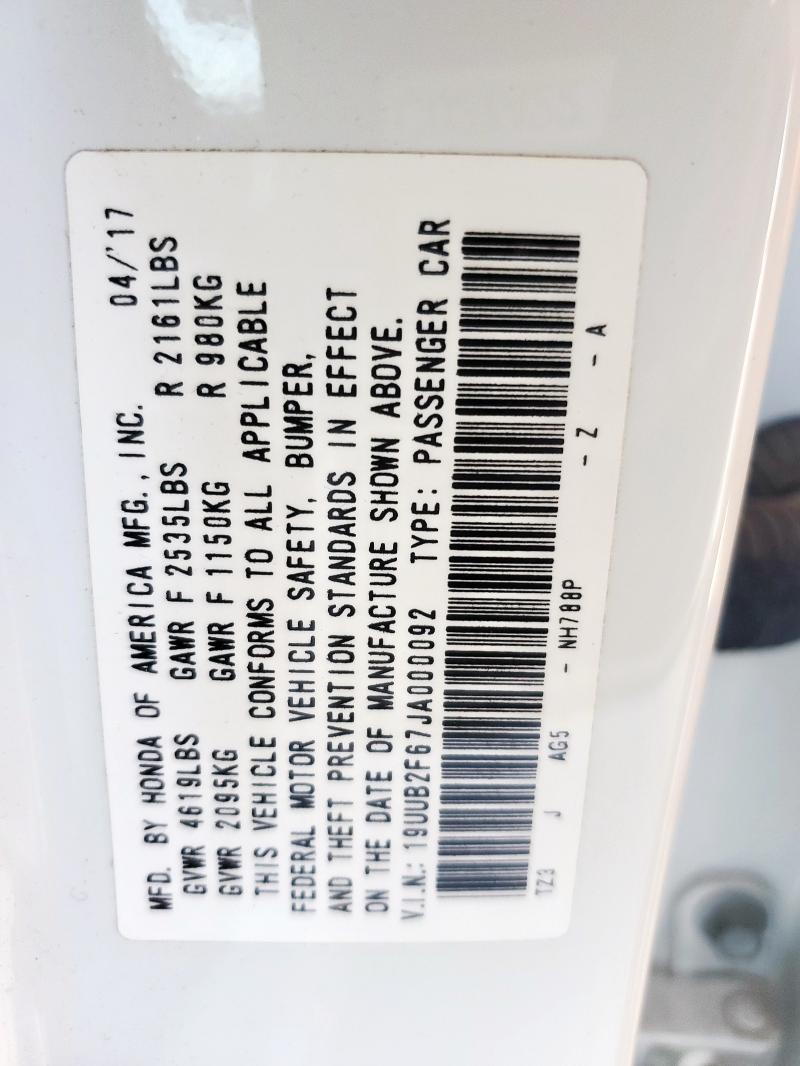 MFD. BY HONDA OF AMERICA MFG., INC. 04/'17
GVWR 4619LBS GAWR F 2535LBS R 2161LBS
GVWR 2095KG GAWR F 1150KG R 980KG
THIS VEHICLE CONFORMS TO ALL APPLICABLE
FEDERAL MOTOR VEHICLE SAFETY, BUMPER,
AND THEFT PREVENTION STANDARDS IN EFFECT
ON THE DATE OF MANUFACTURE SHOWN ABOVE.
V.I.N.: 19UUB2F67JA000092 TYPE: PASSENGER CAR
TZ3 J AG5 - NH788P - Z - A